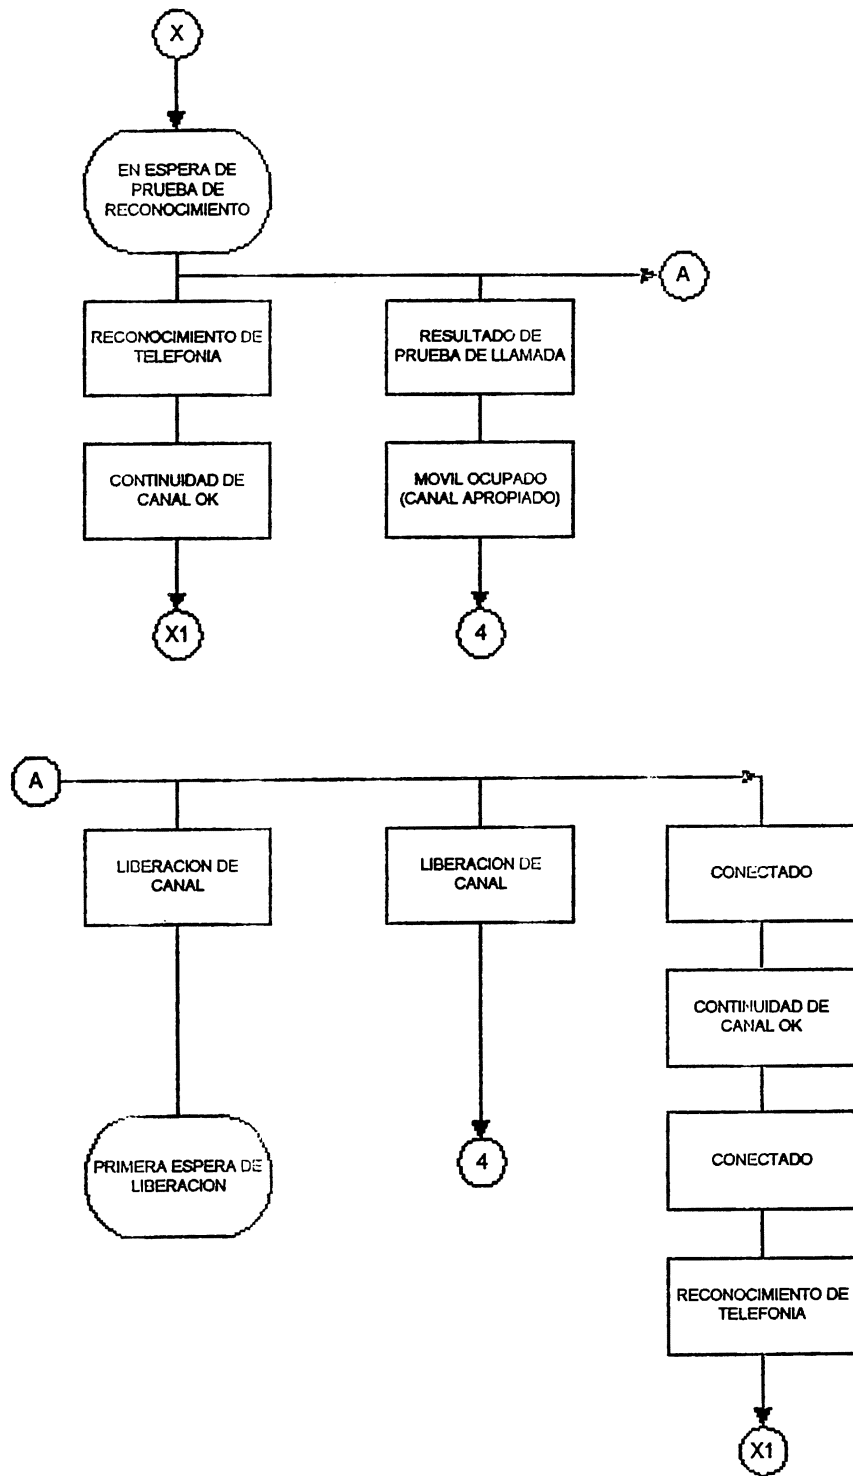 X
EN ESPERA DE
PRUEBA DE
RECONOCIMIENTO
A
RECONOCIMIENTO DE
TELEFONIA
RESULTADO DE
PRUEBA DE LLAMADA
CONTINUIDAD DE
CANAL OK
MOVIL OCUPADO
(CANAL APROPIADO)
X1
4
A
LIBERACION DE
CANAL
LIBERACION DE
CANAL
CONECTADO
CONTINUIDAD DE
CANAL OK
PRIMERA ESPERA DE
LIBERACION
4
CONECTADO
RECONOCIMIENTO DE
TELEFONIA
X1